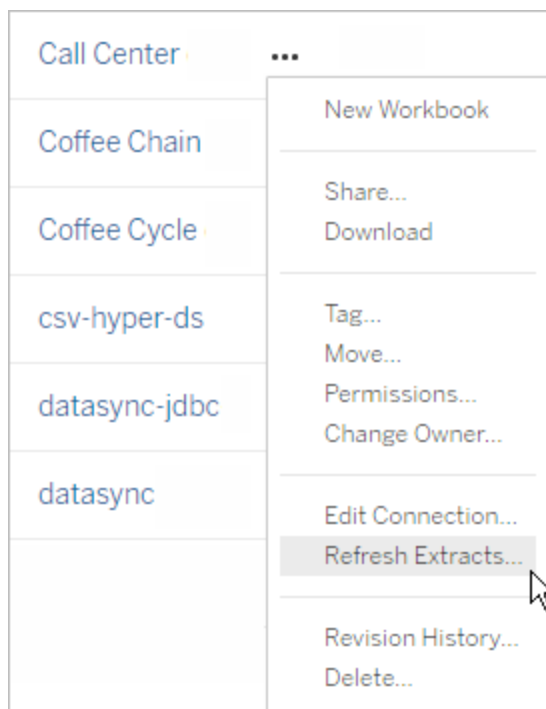 Call Center
•••
Coffee Chain
Coffee Cycle
csv-hyper-ds
datasync-jdbc
datasync
New Workbook
Share...
Download
Tag...
Move...
Permissions...
Change Owner...
Edit Connection...
Refresh Extracts...
Revision History...
Delete...